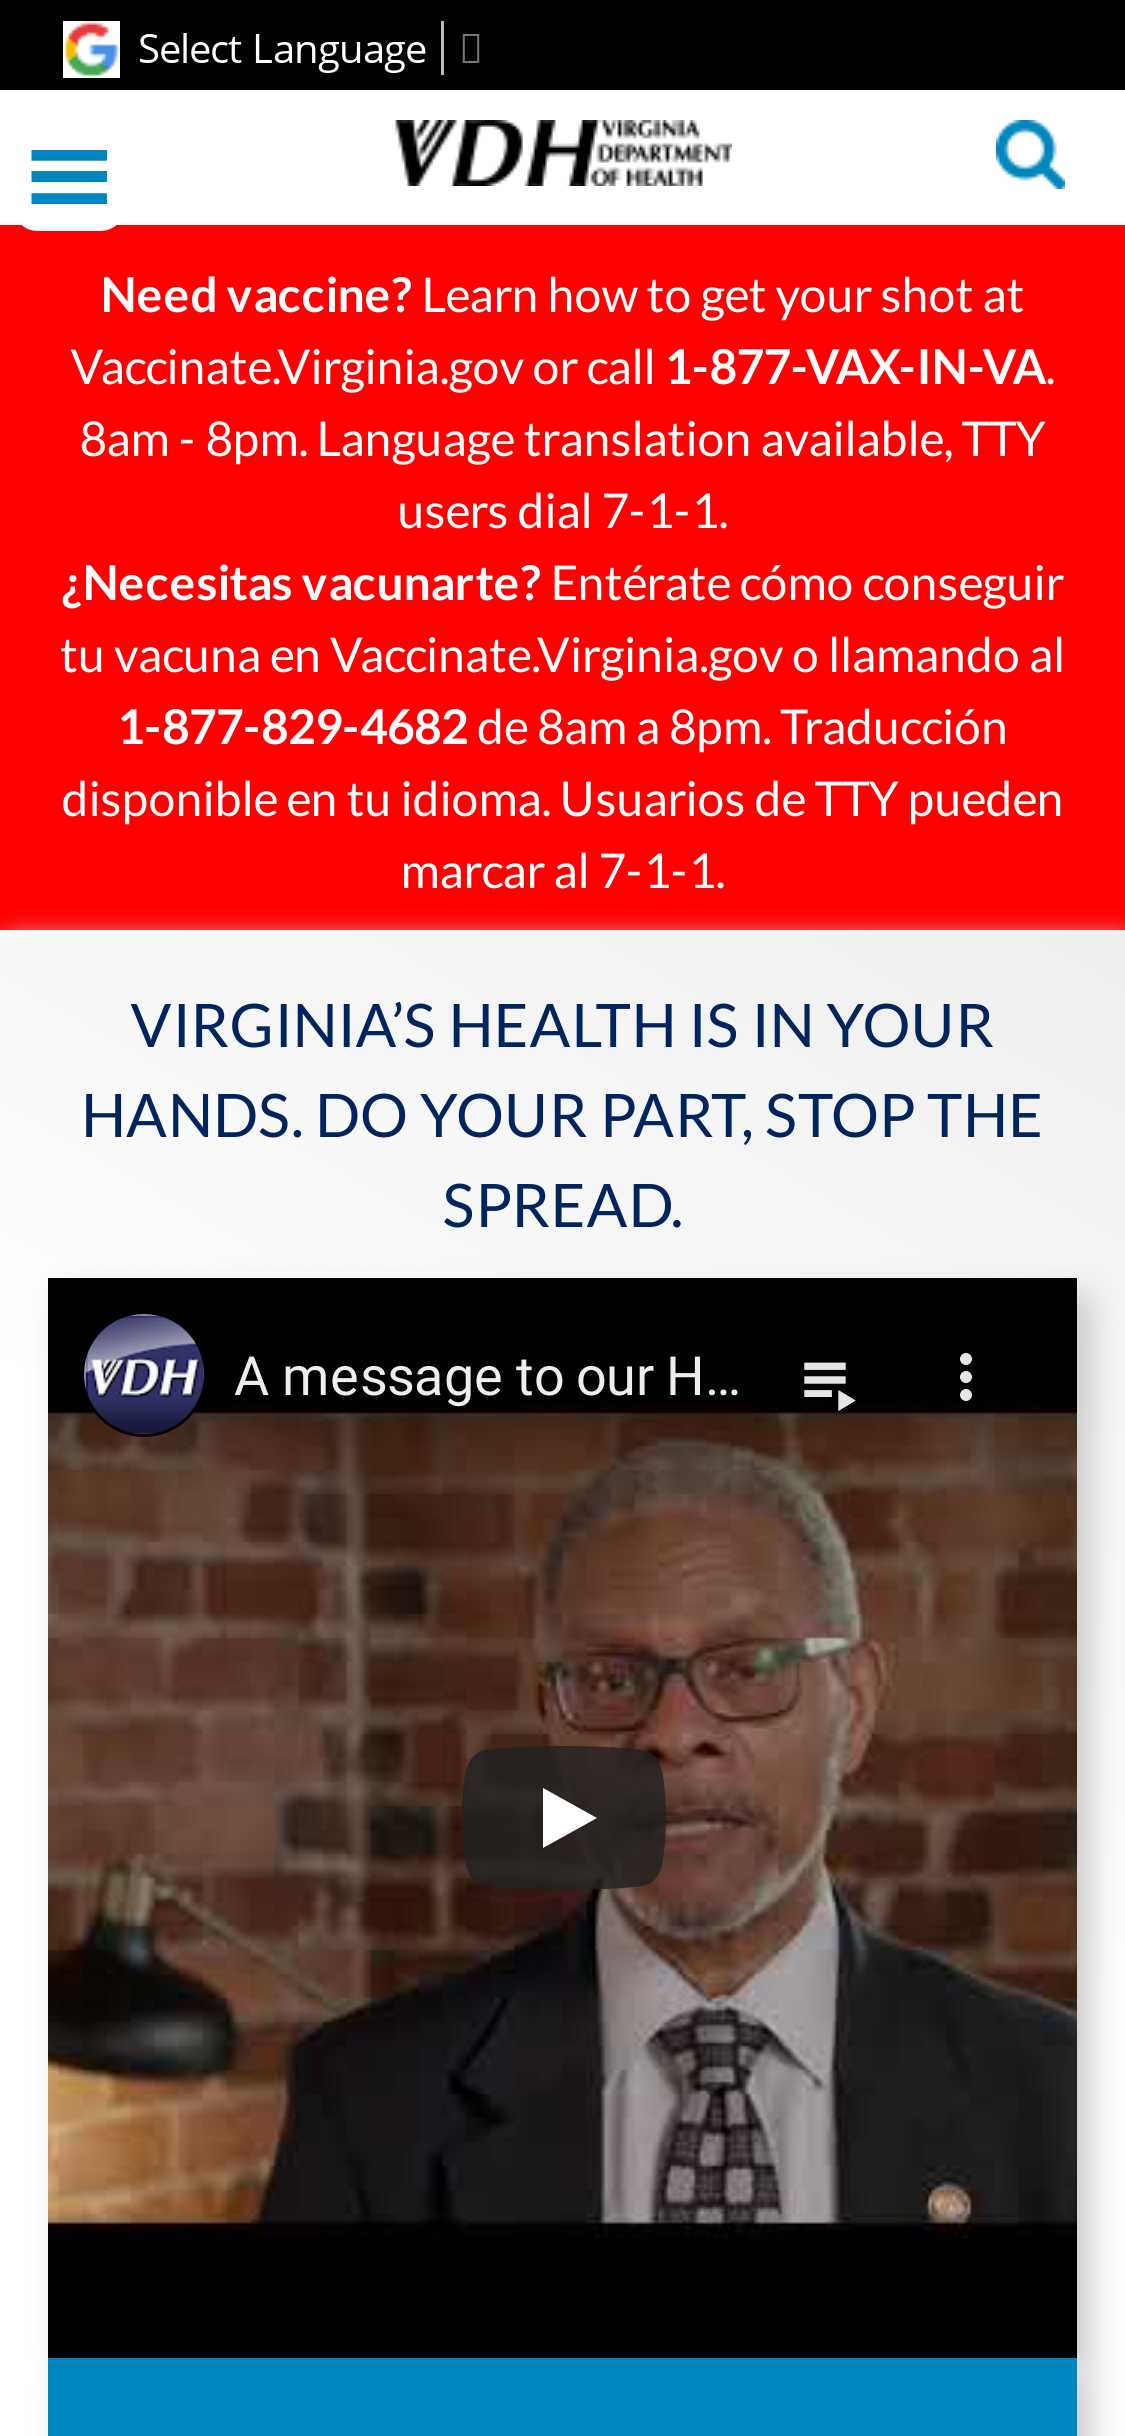 Select Language
VDH VIRGINIA
DEPARTMENT
OF HEALTH
Need vaccine? Learn how to get your shot at
Vaccinate.Virginia.gov or call 1-877-VAX-IN-VA.
8am - 8pm. Language translation available, TTY
users dial 7-1-1.
¿Necesitas vacunarte? Entérate cómo conseguir
tu vacuna en Vaccinate.Virginia.gov o llamando al
1-877-829-4682 de 8am a 8pm. Traducción
disponible en tu idioma. Usuarios de TTY pueden
marcar al 7-1-1.
VIRGINIA’S HEALTH IS IN YOUR
HANDS. DO YOUR PART, STOP THE
SPREAD.
VDH A message to our H...